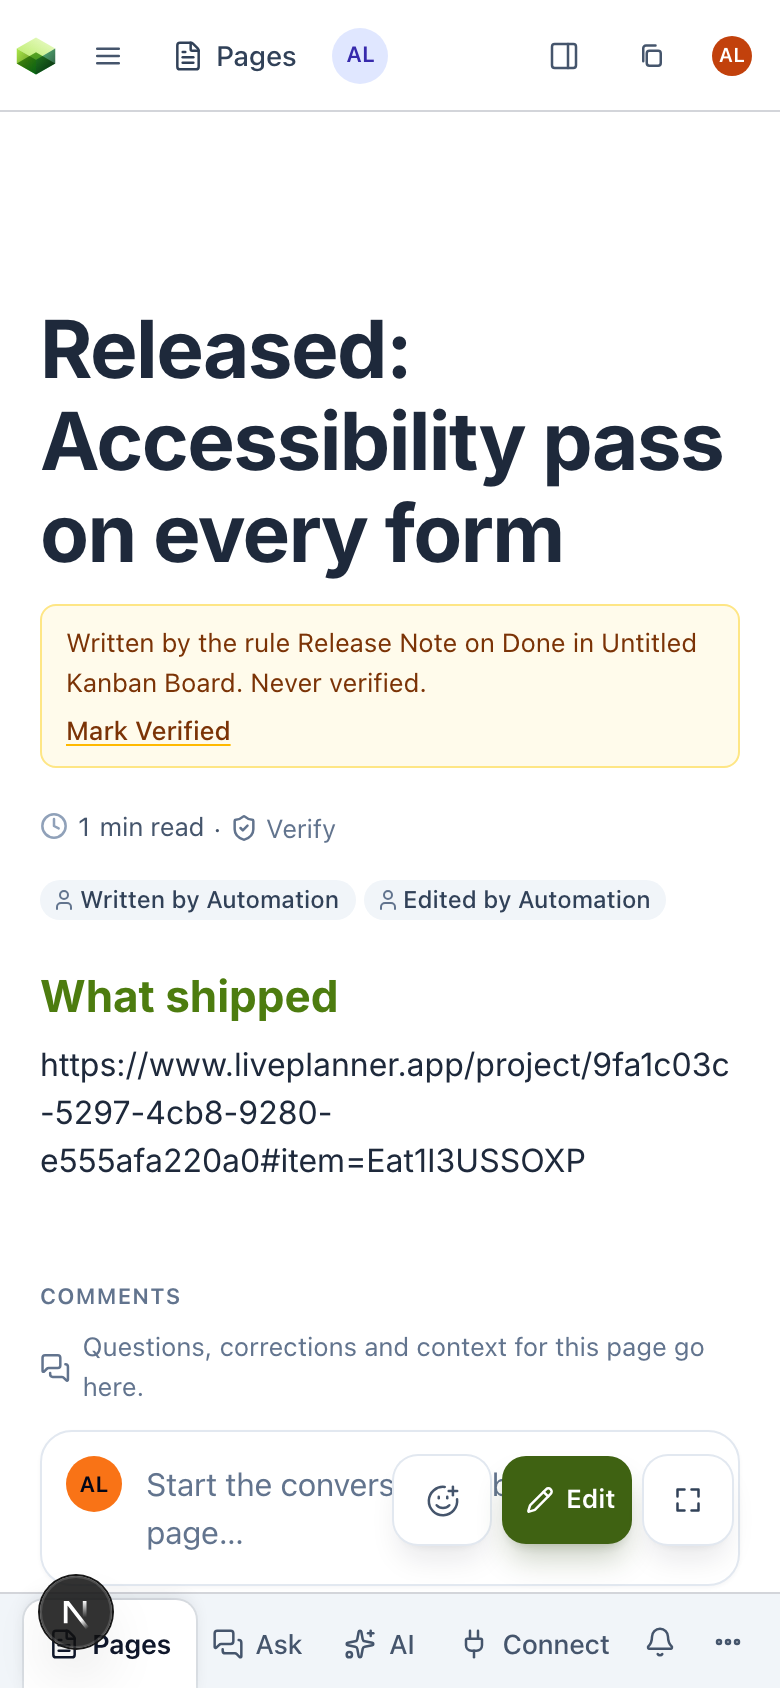 Pages
AL
AL
Released:
Accessibility pass
on every form
Written by the rule Release Note on Done in Untitled
Kanban Board. Never verified.
Mark Verified
1 min read · Verify
Written by Automation
Edited by Automation
What shipped
https://www.liveplanner.app/project/9fa1c03c
-5297-4cb8-9280-
e555afa220a0#item=Eat1I3USSOXP
COMMENTS
Questions, corrections and context for this page go
here.
AL
Start the convers
Edit
page...
N
Pages
Ask
AI
Connect